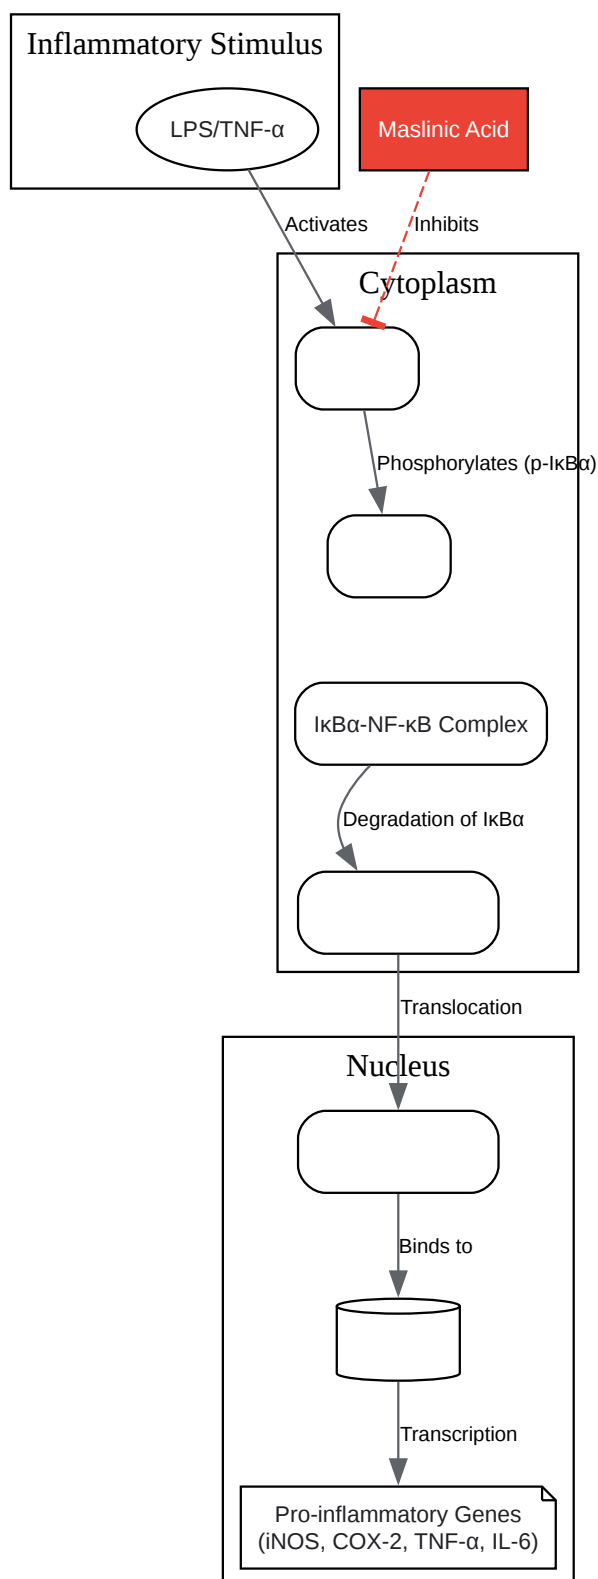 Inflammatory Stimulus
LPS/TNF-α
Maslinic Acid
Activates
Inhibits
Cytoplasm
Phosphorylates (p-IκBα)
IκBα-NF-κB Complex
Degradation of IκBα
Translocation
Nucleus
Binds to
Transcription
Pro-inflammatory Genes
(iNOS, COX-2, TNF-α, IL-6)